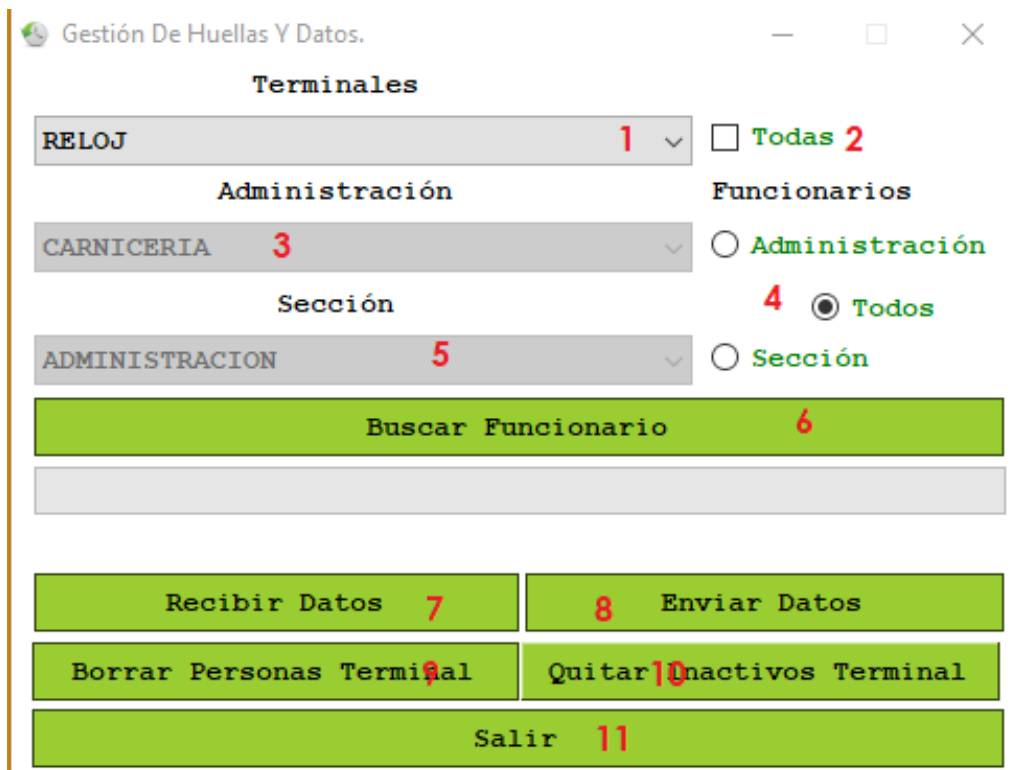 Gestión De Huellas Y Datos.
Terminales
RELOJ 1 Todas 2
Administración Funcionarios
CARNICERIA 3 Administración
Sección 4 Todos
ADMINISTRACION 5 Sección
Buscar Funcionario 6
Recibir Datos 7 8 Enviar Datos
Borrar Personas Terminal 9 Quitar Inactivos Terminal 10
Salir 11